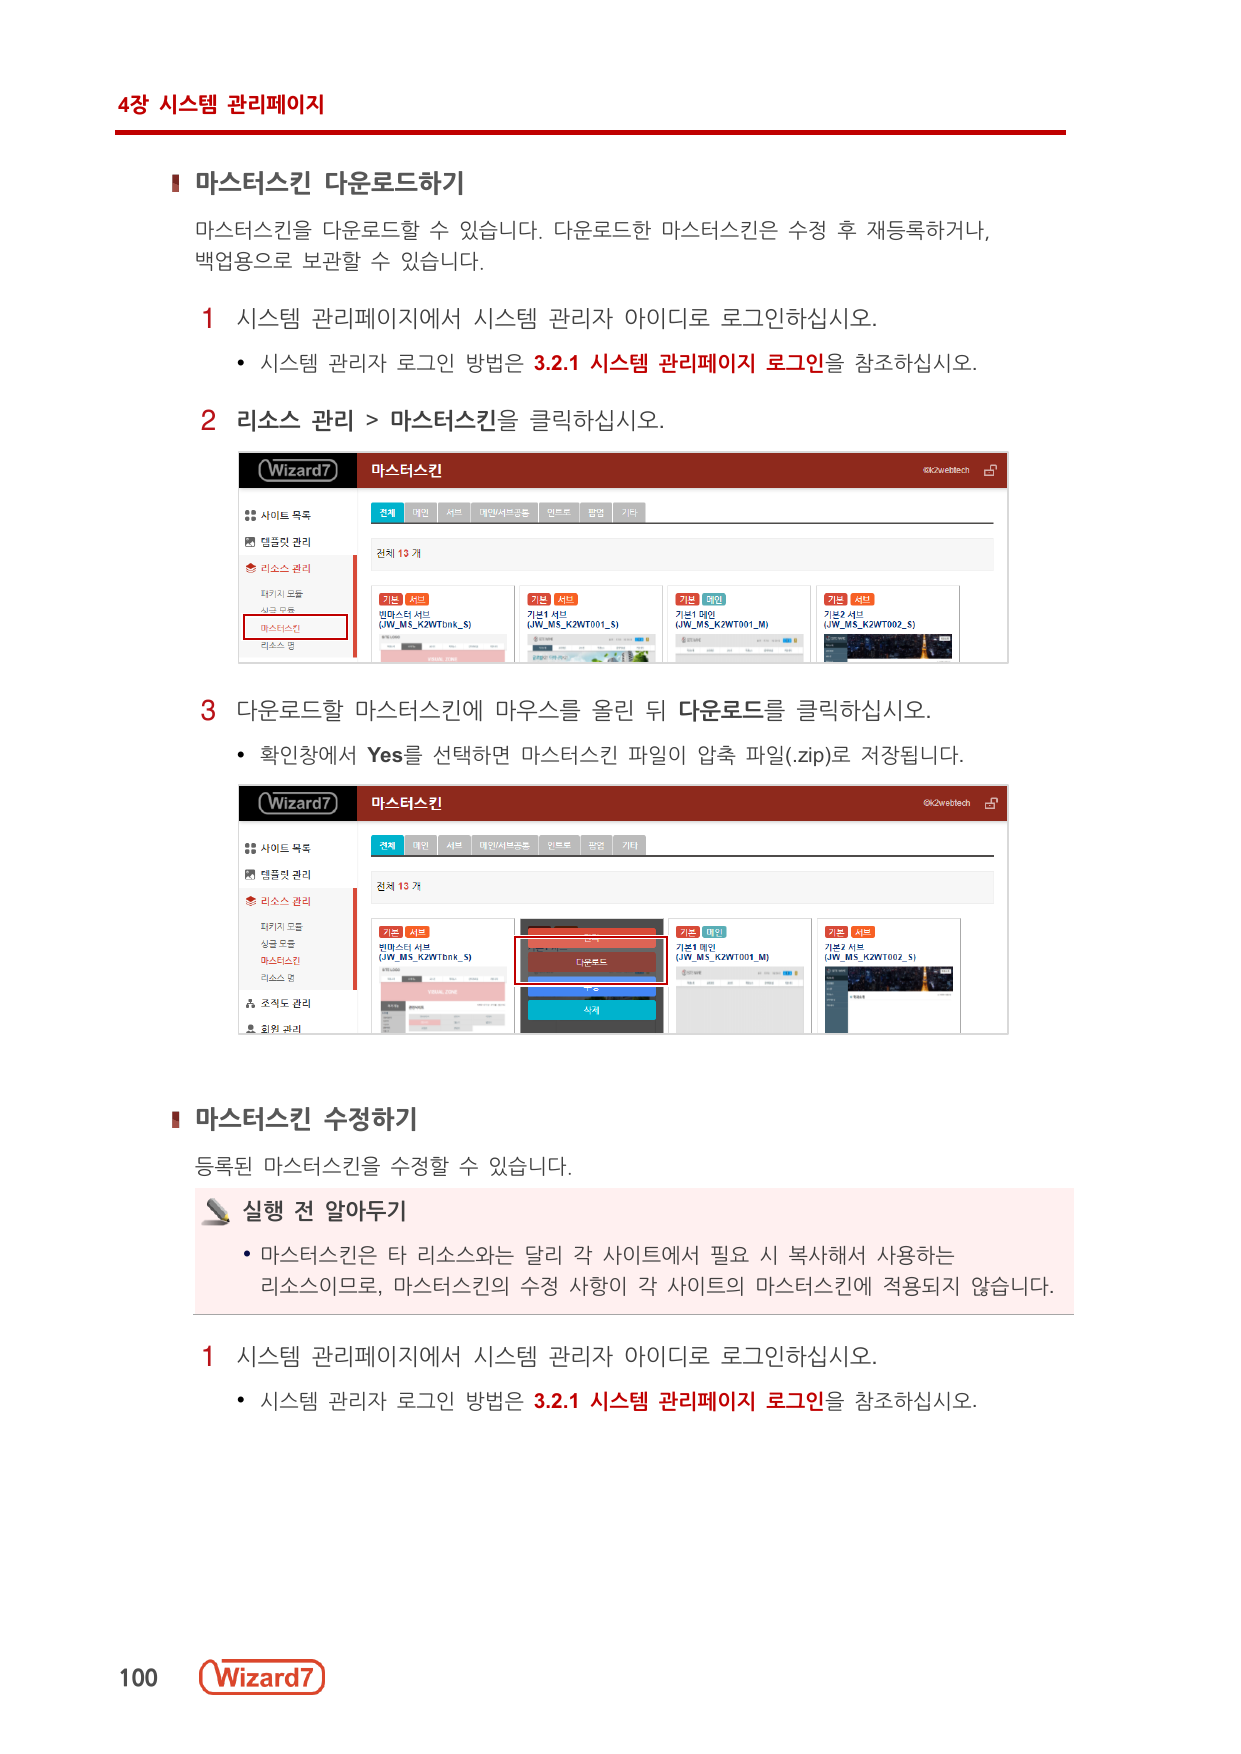 4장 시스템 관리페이지
마스터스킨 다운로드하기
마스터스킨을 다운로드할 수 있습니다. 다운로드한 마스터스킨은 수정 후 재등록하거나,
백업용으로 보관할 수 있습니다.
1 시스템 관리페이지에서 시스템 관리자 아이디로 로그인하십시오.
• 시스템 관리자 로그인 방법은 3.2.1 시스템 관리페이지 로그인을 참조하십시오.
2 리소스 관리 > 마스터스킨을 클릭하십시오.
Wizard7 마스터스킨 @k2webtech
사이트 목록 전체 메인 서브 메인/서브공통 인트로 팝업 기타
템플릿 관리
전체 13 개
리소스 관리
패키지 모듈 기본 서브 기본 서브 기본 메인 기본 서브
싱글 모듈 빈마스터 서브 기본1 서브 기본1 메인 기본2 서브
마스터스킨 (JW_MS_K2WTbnk_S) (JW_MS_K2WT001_S) (JW_MS_K2WT001_M) (JW_MS_K2WT002_S)
리소스 맵
3 다운로드할 마스터스킨에 마우스를 올린 뒤 다운로드를 클릭하십시오.
• 확인창에서 Yes를 선택하면 마스터스킨 파일이 압축 파일(.zip)로 저장됩니다.
Wizard7 마스터스킨 @k2webtech
사이트 목록 전체 메인 서브 메인/서브공통 인트로 팝업 기타
템플릿 관리
전체 13 개
리소스 관리
패키지 모듈 기본 서브 기본 메인 기본 서브
싱글 모듈 빈마스터 서브 기본1 메인 기본2 서브
마스터스킨 (JW_MS_K2WTbnk_S) 다운로드 (JW_MS_K2WT001_M) (JW_MS_K2WT002_S)
리소스 맵
조직도 관리 삭제
회원 관리
마스터스킨 수정하기
등록된 마스터스킨을 수정할 수 있습니다.
실행 전 알아두기
• 마스터스킨은 타 리소스와는 달리 각 사이트에서 필요 시 복사해서 사용하는
리소스이므로, 마스터스킨의 수정 사항이 각 사이트의 마스터스킨에 적용되지 않습니다.
1 시스템 관리페이지에서 시스템 관리자 아이디로 로그인하십시오.
• 시스템 관리자 로그인 방법은 3.2.1 시스템 관리페이지 로그인을 참조하십시오.
100 Wizard7